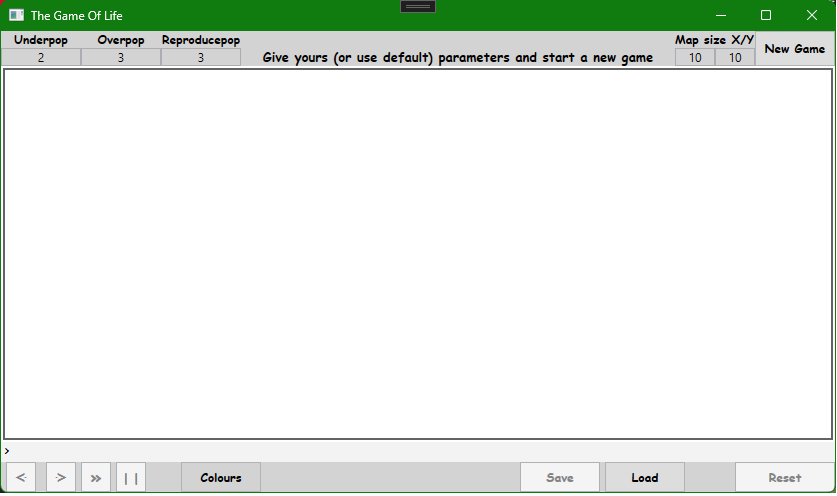 The Game Of Life
Underpop Overpop Reproducepop Map size X/Y
2 3 3 Give yours (or use default) parameters and start a new game 10 10 New Game
>
< > » || Colours Save Load Reset